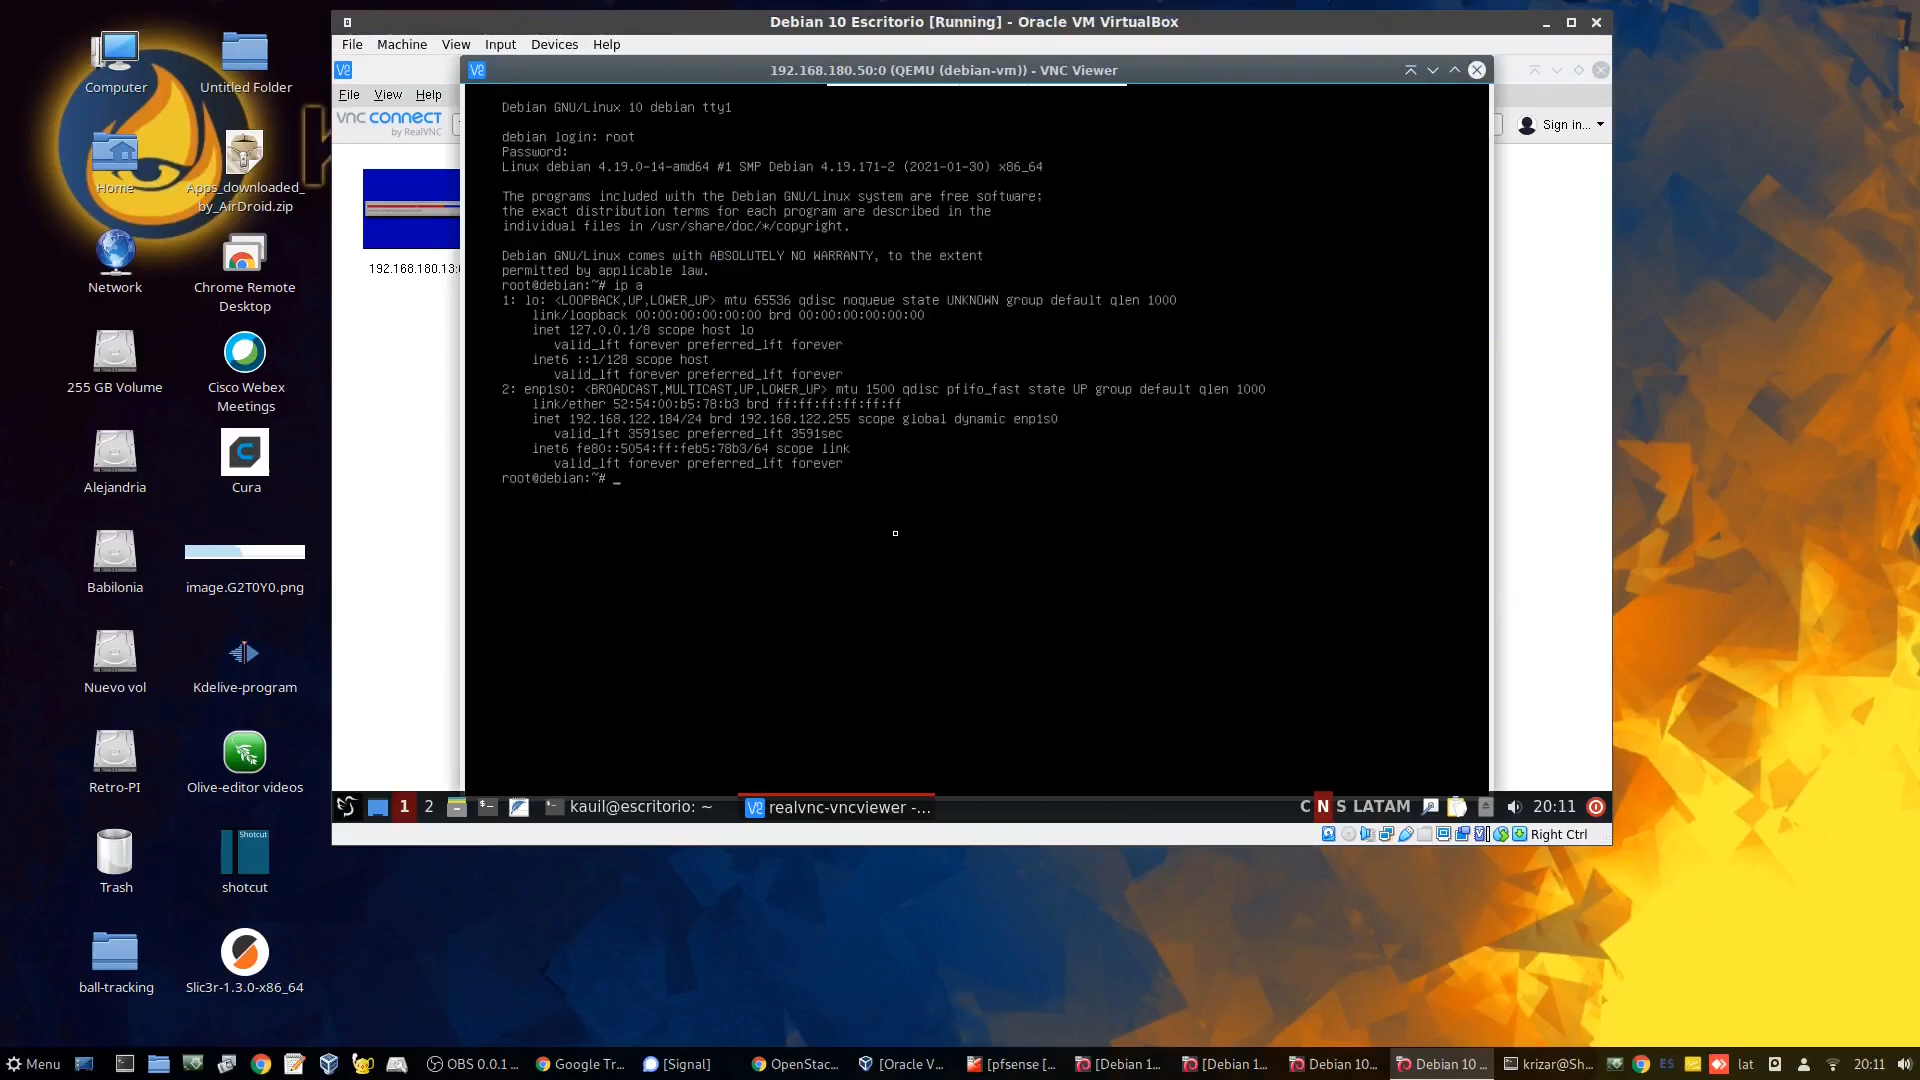 Computer
Untitled Folder
Home
Apps_downloaded_
by_AirDroid.zip
Network
Chrome Remote
Desktop
255 GB Volume
Cisco Webex
Meetings
Alejandria
Cura
Babilonia
image.G2T0Y0.png
Nuevo vol
Kdelive-program
Retro-PI
Olive-editor videos
Trash
Shotcut
shotcut
ball-tracking
Slic3r-1.3.0-x86_64
Debian 10 Escritorio [Running] - Oracle VM VirtualBox
File Machine View Input Devices Help
192.168.180.50:0 (QEMU (debian-vm)) - VNC Viewer
File View Help
vnc connect
by RealVNC
Sign in...
192.168.180.13:
Debian GNU/Linux 10 debian tty1
debian login: root
Password:
Linux debian 4.19.0-14-amd64 #1 SMP Debian 4.19.171-2 (2021-01-30) x86_64
The programs included with the Debian GNU/Linux system are free software;
the exact distribution terms for each program are described in the
individual files in /usr/share/doc/*/copyright.
Debian GNU/Linux comes with ABSOLUTELY NO WARRANTY, to the extent
permitted by applicable law.
root@debian:~# ip a
1: lo: <LOOPBACK,UP,LOWER_UP> mtu 65536 qdisc noqueue state UNKNOWN group default qlen 1000
link/loopback 00:00:00:00:00:00 brd 00:00:00:00:00:00
inet 127.0.0.1/8 scope host lo
valid_lft forever preferred_lft forever
inet6 ::1/128 scope host
valid_lft forever preferred_lft forever
2: enp1s0: <BROADCAST,MULTICAST,UP,LOWER_UP> mtu 1500 qdisc pfifo_fast state UP group default qlen 1000
link/ether 52:54:00:b5:78:b3 brd ff:ff:ff:ff:ff:ff
inet 192.168.122.184/24 brd 192.168.122.255 scope global dynamic enp1s0
valid_lft 3591sec preferred_lft 3591sec
inet6 fe80::5054:ff:feb5:78b3/64 scope link
valid_lft forever preferred_lft forever
root@debian:~# _
1 2 kauil@escritorio: ~ realvnc-vncviewer -... C N S LATAM 20:11
Right Ctrl
Menu OBS 0.0.1 ... Google Tr... [Signal] OpenStac... [Oracle V... [pfsense [... [Debian 1... [Debian 1... Debian 10... Debian 10 ... krizar@Sh... ES lat 20:11